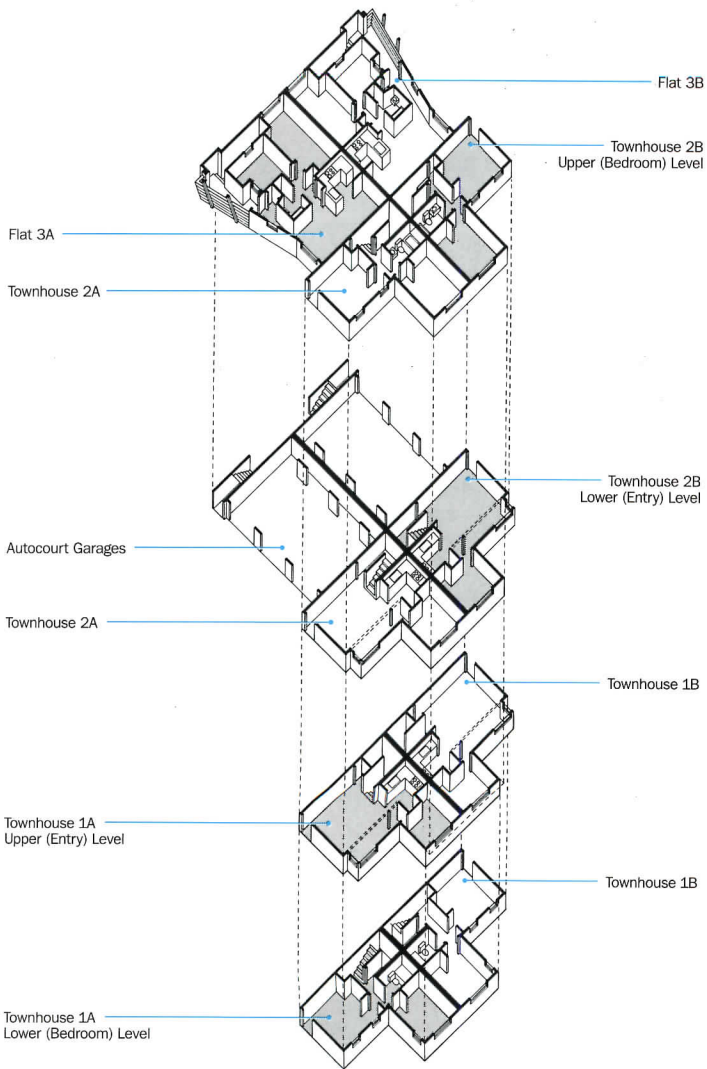 Flat 3B
Townhouse 2B
Upper (Bedroom) Level
Flat 3A
Townhouse 2A
Townhouse 2B
Lower (Entry) Level
Autocourt Garages
Townhouse 2A
Townhouse 1B
Townhouse 1A
Upper (Entry) Level
Townhouse 1B
Townhouse 1A
Lower (Bedroom) Level